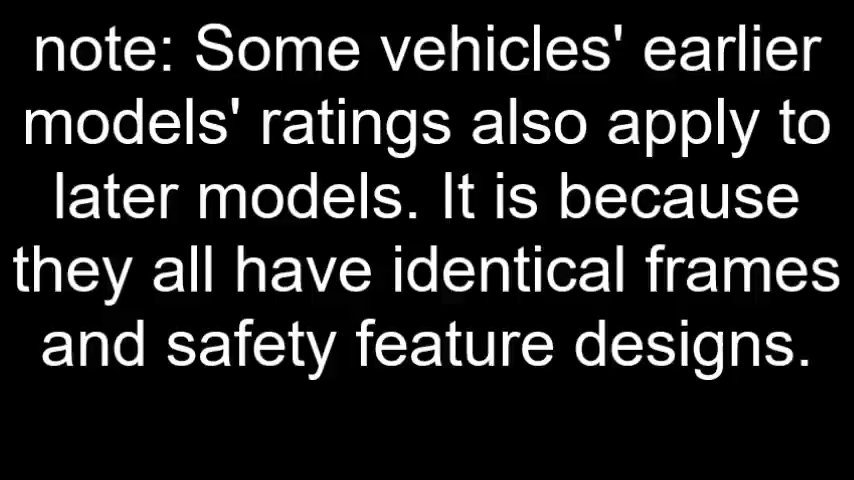 note: Some vehicles' earlier
models' ratings also apply to
later models. It is because
they all have identical frames
and safety feature designs.